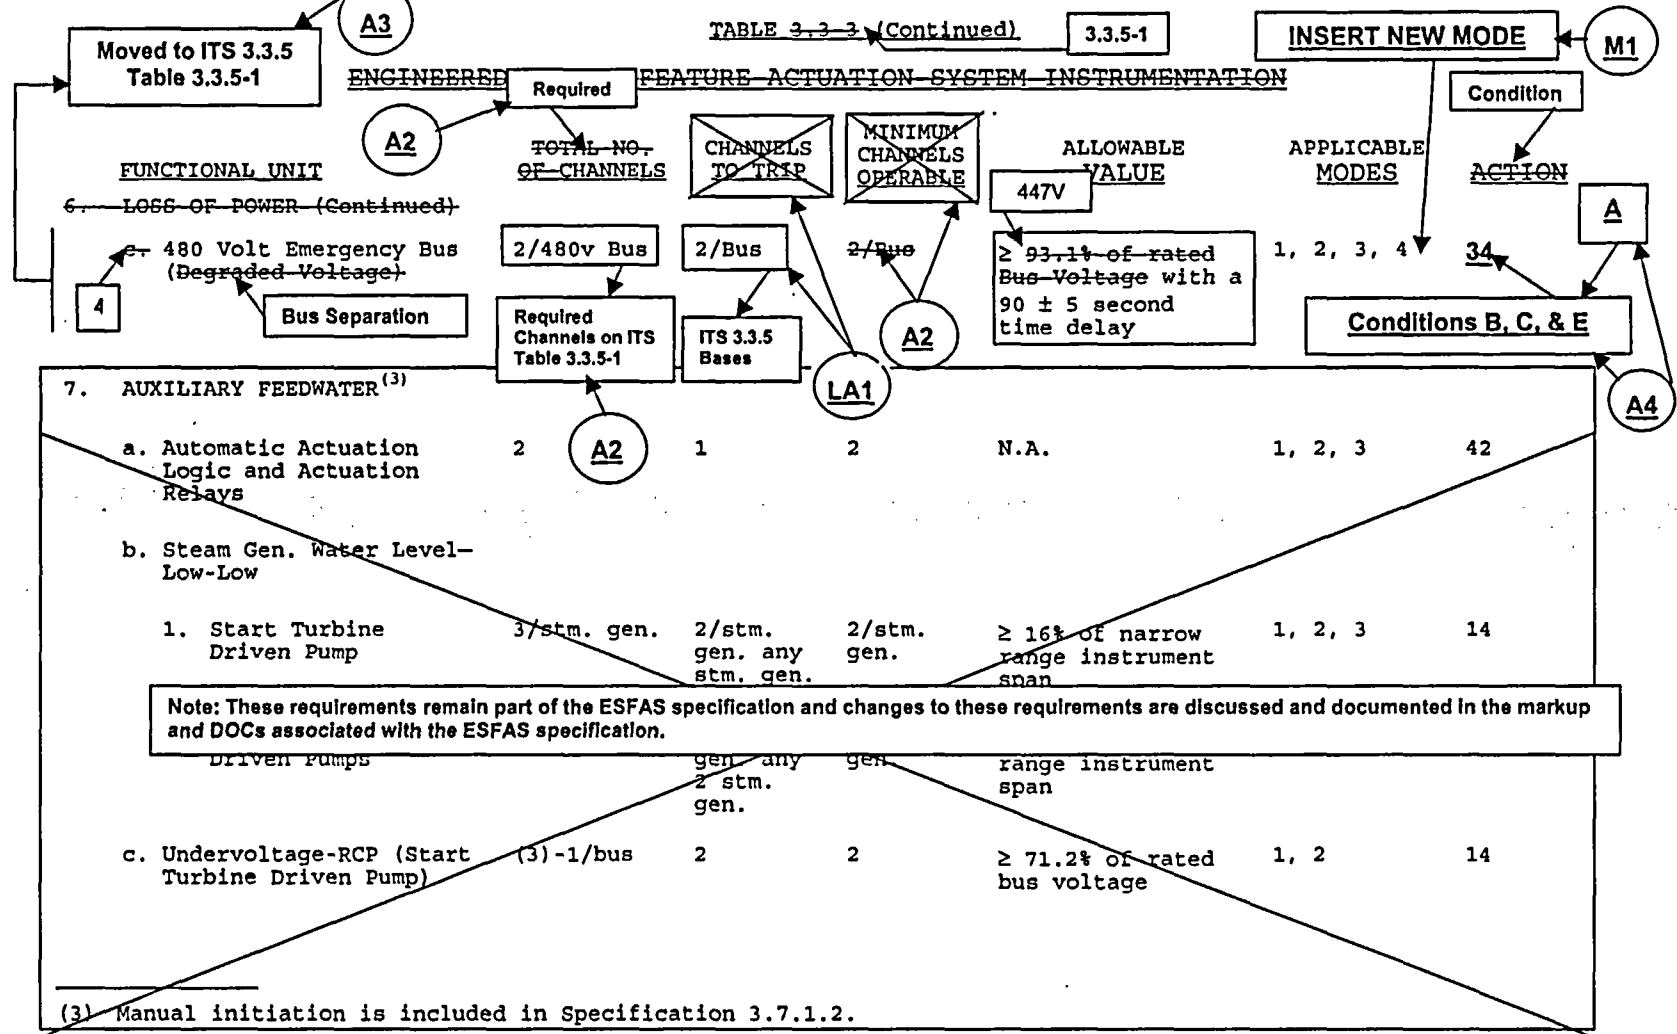 A3
TABLE 3.3-3 (Continued)
3.3.5-1
INSERT NEW MODE
M1
Moved to ITS 3.3.5
Table 3.3.5-1
ENGINEERED FEATURE ACTUATION SYSTEM INSTRUMENTATION
Required
Condition
A2
FUNCTIONAL UNIT
TOTAL NO.
OF CHANNELS
CHANNELS
TO TRIP
MINIMUM
CHANNELS
OPERABLE
ALLOWABLE
VALUE
APPLICABLE
MODES
ACTION
447V
A
6. LOSS OF POWER (Continued)
c. 480 Volt Emergency Bus
(Degraded Voltage)
2/480v Bus
2/Bus
2/Bus
≥ 93.1% of rated
Bus Voltage with a
90 ± 5 second
time delay
1, 2, 3, 4
34
4
Bus Separation
Required
Channels on ITS
Table 3.3.5-1
ITS 3.3.5
Bases
A2
Conditions B, C, & E
LA1
A4
7. AUXILIARY FEEDWATER(3)
a. Automatic Actuation
Logic and Actuation
Relays
2
A2
1
2
N.A.
1, 2, 3
42
b. Steam Gen. Water Level—
Low-Low
1. Start Turbine
Driven Pump
3/stm. gen.
2/stm.
gen. any
stm. gen.
2/stm.
gen.
≥ 16% of narrow
range instrument
span
1, 2, 3
14
Note: These requirements remain part of the ESFAS specification and changes to these requirements are discussed and documented in the markup
and DOCs associated with the ESFAS specification.
Driven Pumps
gen. any
2 stm.
gen.
gen.
range instrument
span
c. Undervoltage-RCP (Start
Turbine Driven Pump)
(3)-1/bus
2
2
≥ 71.2% of rated
bus voltage
1, 2
14
(3) Manual initiation is included in Specification 3.7.1.2.